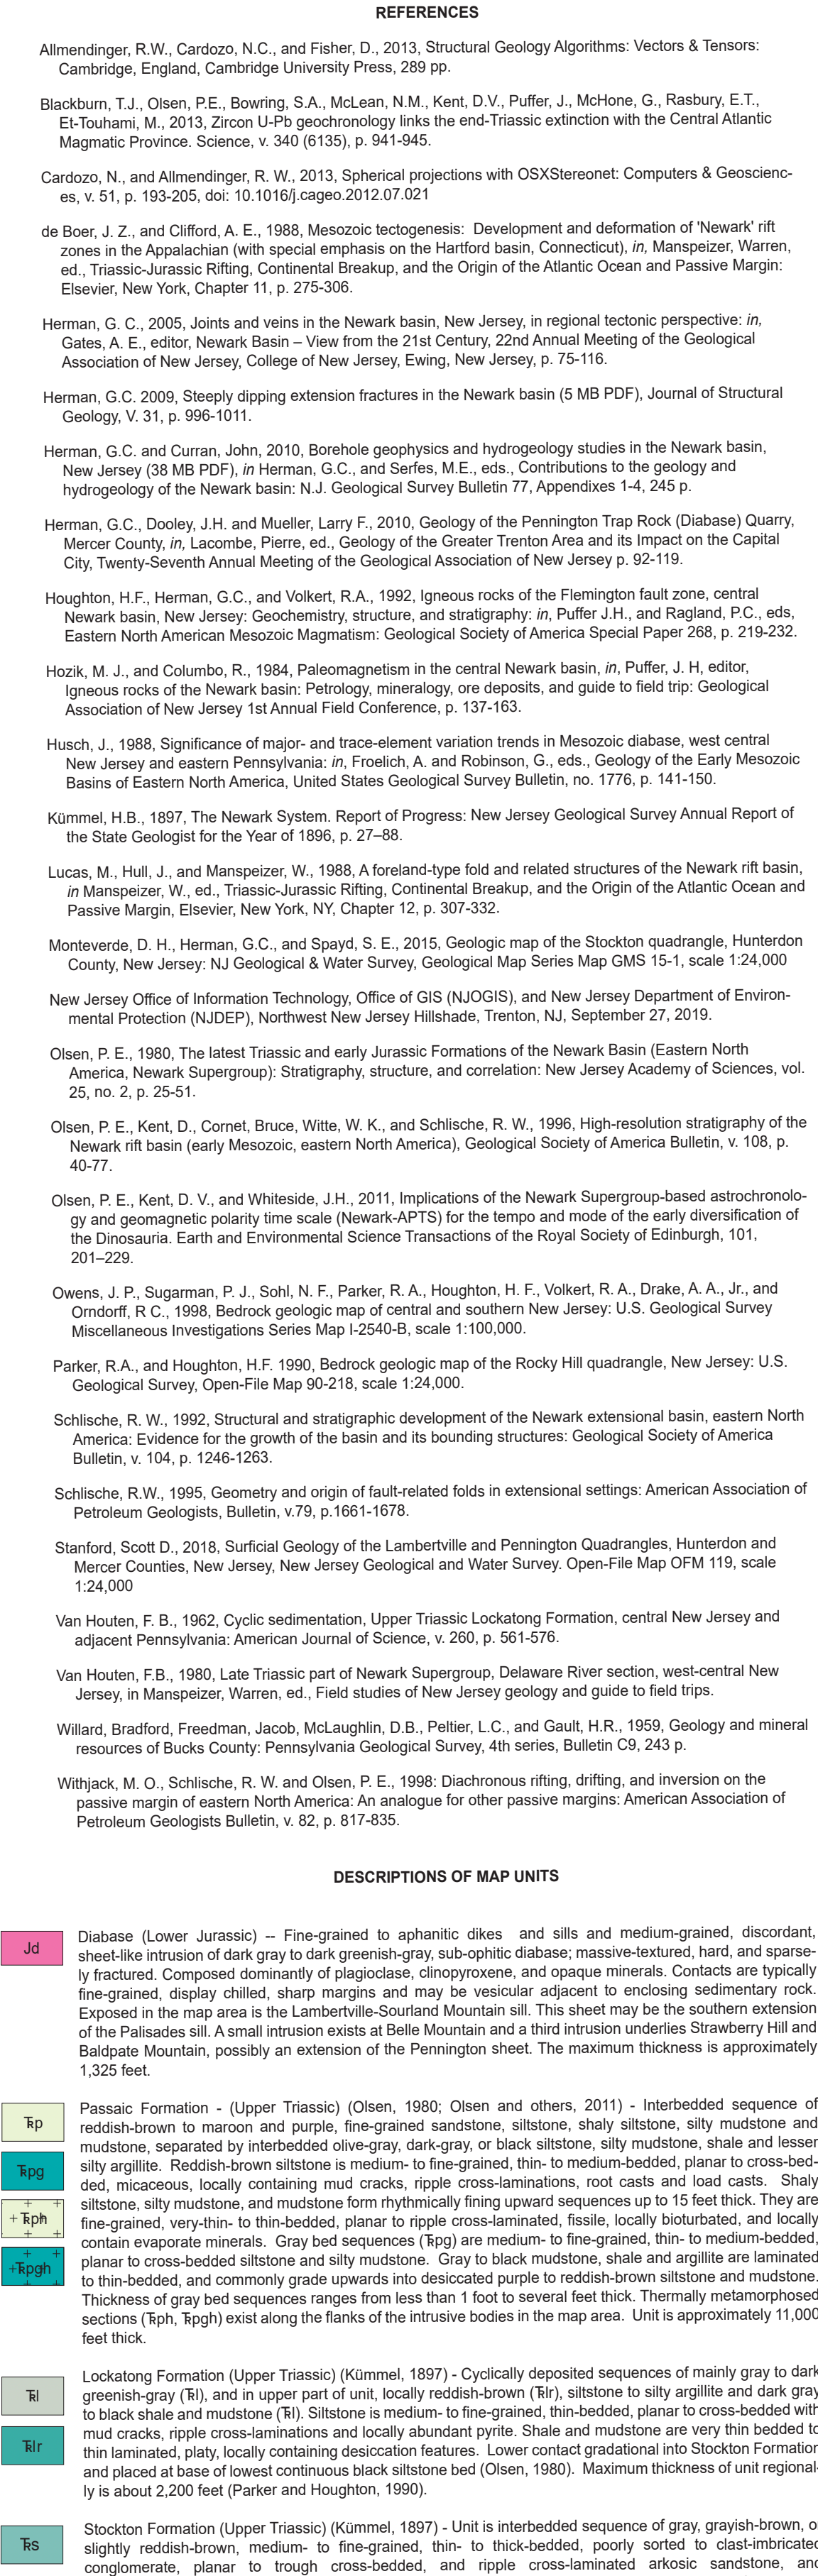 REFERENCES
Allmendinger, R.W., Cardozo, N.C., and Fisher, D., 2013, Structural Geology Algorithms: Vectors & Tensors:
Cambridge, England, Cambridge University Press, 289 pp.
Blackburn, T.J., Olsen, P.E., Bowring, S.A., McLean, N.M., Kent, D.V., Puffer, J., McHone, G., Rasbury, E.T.,
Et-Touhami, M., 2013, Zircon U-Pb geochronology links the end-Triassic extinction with the Central Atlantic
Magmatic Province. Science, v. 340 (6135), p. 941-945.
Cardozo, N., and Allmendinger, R. W., 2013, Spherical projections with OSXStereonet: Computers & Geoscienc-
es, v. 51, p. 193-205, doi: 10.1016/j.cageo.2012.07.021
de Boer, J. Z., and Clifford, A. E., 1988, Mesozoic tectogenesis: Development and deformation of 'Newark' rift
zones in the Appalachian (with special emphasis on the Hartford basin, Connecticut), in, Manspeizer, Warren,
ed., Triassic-Jurassic Rifting, Continental Breakup, and the Origin of the Atlantic Ocean and Passive Margin:
Elsevier, New York, Chapter 11, p. 275-306.
Herman, G. C., 2005, Joints and veins in the Newark basin, New Jersey, in regional tectonic perspective: in,
Gates, A. E., editor, Newark Basin – View from the 21st Century, 22nd Annual Meeting of the Geological
Association of New Jersey, College of New Jersey, Ewing, New Jersey, p. 75-116.
Herman, G.C. 2009, Steeply dipping extension fractures in the Newark basin (5 MB PDF), Journal of Structural
Geology, V. 31, p. 996-1011.
Herman, G.C. and Curran, John, 2010, Borehole geophysics and hydrogeology studies in the Newark basin,
New Jersey (38 MB PDF), in Herman, G.C., and Serfes, M.E., eds., Contributions to the geology and
hydrogeology of the Newark basin: N.J. Geological Survey Bulletin 77, Appendixes 1-4, 245 p.
Herman, G.C., Dooley, J.H. and Mueller, Larry F., 2010, Geology of the Pennington Trap Rock (Diabase) Quarry,
Mercer County, in, Lacombe, Pierre, ed., Geology of the Greater Trenton Area and its Impact on the Capital
City, Twenty-Seventh Annual Meeting of the Geological Association of New Jersey p. 92-119.
Houghton, H.F., Herman, G.C., and Volkert, R.A., 1992, Igneous rocks of the Flemington fault zone, central
Newark basin, New Jersey: Geochemistry, structure, and stratigraphy: in, Puffer J.H., and Ragland, P.C., eds,
Eastern North American Mesozoic Magmatism: Geological Society of America Special Paper 268, p. 219-232.
Hozik, M. J., and Columbo, R., 1984, Paleomagnetism in the central Newark basin, in, Puffer, J. H, editor,
Igneous rocks of the Newark basin: Petrology, mineralogy, ore deposits, and guide to field trip: Geological
Association of New Jersey 1st Annual Field Conference, p. 137-163.
Husch, J., 1988, Significance of major- and trace-element variation trends in Mesozoic diabase, west central
New Jersey and eastern Pennsylvania: in, Froelich, A. and Robinson, G., eds., Geology of the Early Mesozoic
Basins of Eastern North America, United States Geological Survey Bulletin, no. 1776, p. 141-150.
Kümmel, H.B., 1897, The Newark System. Report of Progress: New Jersey Geological Survey Annual Report of
the State Geologist for the Year of 1896, p. 27–88.
Lucas, M., Hull, J., and Manspeizer, W., 1988, A foreland-type fold and related structures of the Newark rift basin,
in Manspeizer, W., ed., Triassic-Jurassic Rifting, Continental Breakup, and the Origin of the Atlantic Ocean and
Passive Margin, Elsevier, New York, NY, Chapter 12, p. 307-332.
Monteverde, D. H., Herman, G.C., and Spayd, S. E., 2015, Geologic map of the Stockton quadrangle, Hunterdon
County, New Jersey: NJ Geological & Water Survey, Geological Map Series Map GMS 15-1, scale 1:24,000
New Jersey Office of Information Technology, Office of GIS (NJOGIS), and New Jersey Department of Environ-
mental Protection (NJDEP), Northwest New Jersey Hillshade, Trenton, NJ, September 27, 2019.
Olsen, P. E., 1980, The latest Triassic and early Jurassic Formations of the Newark Basin (Eastern North
America, Newark Supergroup): Stratigraphy, structure, and correlation: New Jersey Academy of Sciences, vol.
25, no. 2, p. 25-51.
Olsen, P. E., Kent, D., Cornet, Bruce, Witte, W. K., and Schlische, R. W., 1996, High-resolution stratigraphy of the
Newark rift basin (early Mesozoic, eastern North America), Geological Society of America Bulletin, v. 108, p.
40-77.
Olsen, P. E., Kent, D. V., and Whiteside, J.H., 2011, Implications of the Newark Supergroup-based astrochronolo-
gy and geomagnetic polarity time scale (Newark-APTS) for the tempo and mode of the early diversification of
the Dinosauria. Earth and Environmental Science Transactions of the Royal Society of Edinburgh, 101,
201–229.
Owens, J. P., Sugarman, P. J., Sohl, N. F., Parker, R. A., Houghton, H. F., Volkert, R. A., Drake, A. A., Jr., and
Orndorff, R C., 1998, Bedrock geologic map of central and southern New Jersey: U.S. Geological Survey
Miscellaneous Investigations Series Map I-2540-B, scale 1:100,000.
Parker, R.A., and Houghton, H.F. 1990, Bedrock geologic map of the Rocky Hill quadrangle, New Jersey: U.S.
Geological Survey, Open-File Map 90-218, scale 1:24,000.
Schlische, R. W., 1992, Structural and stratigraphic development of the Newark extensional basin, eastern North
America: Evidence for the growth of the basin and its bounding structures: Geological Society of America
Bulletin, v. 104, p. 1246-1263.
Schlische, R.W., 1995, Geometry and origin of fault-related folds in extensional settings: American Association of
Petroleum Geologists, Bulletin, v.79, p.1661-1678.
Stanford, Scott D., 2018, Surficial Geology of the Lambertville and Pennington Quadrangles, Hunterdon and
Mercer Counties, New Jersey, New Jersey Geological and Water Survey. Open-File Map OFM 119, scale
1:24,000
Van Houten, F. B., 1962, Cyclic sedimentation, Upper Triassic Lockatong Formation, central New Jersey and
adjacent Pennsylvania: American Journal of Science, v. 260, p. 561-576.
Van Houten, F.B., 1980, Late Triassic part of Newark Supergroup, Delaware River section, west-central New
Jersey, in Manspeizer, Warren, ed., Field studies of New Jersey geology and guide to field trips.
Willard, Bradford, Freedman, Jacob, McLaughlin, D.B., Peltier, L.C., and Gault, H.R., 1959, Geology and mineral
resources of Bucks County: Pennsylvania Geological Survey, 4th series, Bulletin C9, 243 p.
Withjack, M. O., Schlische, R. W. and Olsen, P. E., 1998: Diachronous rifting, drifting, and inversion on the
passive margin of eastern North America: An analogue for other passive margins: American Association of
Petroleum Geologists Bulletin, v. 82, p. 817-835.
DESCRIPTIONS OF MAP UNITS
Jd
Diabase (Lower Jurassic) -- Fine-grained to aphanitic dikes and sills and medium-grained, discordant,
sheet-like intrusion of dark gray to dark greenish-gray, sub-ophitic diabase; massive-textured, hard, and sparse-
ly fractured. Composed dominantly of plagioclase, clinopyroxene, and opaque minerals. Contacts are typically
fine-grained, display chilled, sharp margins and may be vesicular adjacent to enclosing sedimentary rock.
Exposed in the map area is the Lambertville-Sourland Mountain sill. This sheet may be the southern extension
of the Palisades sill. A small intrusion exists at Belle Mountain and a third intrusion underlies Strawberry Hill and
Baldpate Mountain, possibly an extension of the Pennington sheet. The maximum thickness is approximately
1,325 feet.
T̶Rp
T̶Rpg
T̶Rph
T̶Rpgh
Passaic Formation - (Upper Triassic) (Olsen, 1980; Olsen and others, 2011) - Interbedded sequence of
reddish-brown to maroon and purple, fine-grained sandstone, siltstone, shaly siltstone, silty mudstone and
mudstone, separated by interbedded olive-gray, dark-gray, or black siltstone, silty mudstone, shale and lesser
silty argillite. Reddish-brown siltstone is medium- to fine-grained, thin- to medium-bedded, planar to cross-bed-
ded, micaceous, locally containing mud cracks, ripple cross-laminations, root casts and load casts. Shaly
siltstone, silty mudstone, and mudstone form rhythmically fining upward sequences up to 15 feet thick. They are
fine-grained, very-thin- to thin-bedded, planar to ripple cross-laminated, fissile, locally bioturbated, and locally
contain evaporate minerals. Gray bed sequences (T̶Rpg) are medium- to fine-grained, thin- to medium-bedded,
planar to cross-bedded siltstone and silty mudstone. Gray to black mudstone, shale and argillite are laminated
to thin-bedded, and commonly grade upwards into desiccated purple to reddish-brown siltstone and mudstone.
Thickness of gray bed sequences ranges from less than 1 foot to several feet thick. Thermally metamorphosed
sections (T̶Rph, T̶Rpgh) exist along the flanks of the intrusive bodies in the map area. Unit is approximately 11,000
feet thick.
T̶Rl
T̶Rlr
Lockatong Formation (Upper Triassic) (Kümmel, 1897) - Cyclically deposited sequences of mainly gray to dark
greenish-gray (T̶Rl), and in upper part of unit, locally reddish-brown (T̶Rlr), siltstone to silty argillite and dark gray
to black shale and mudstone (T̶Rl). Siltstone is medium- to fine-grained, thin-bedded, planar to cross-bedded with
mud cracks, ripple cross-laminations and locally abundant pyrite. Shale and mudstone are very thin bedded to
thin laminated, platy, locally containing desiccation features. Lower contact gradational into Stockton Formation
and placed at base of lowest continuous black siltstone bed (Olsen, 1980). Maximum thickness of unit regional-
ly is about 2,200 feet (Parker and Houghton, 1990).
T̶Rs
Stockton Formation (Upper Triassic) (Kümmel, 1897) - Unit is interbedded sequence of gray, grayish-brown, o
slightly reddish-brown, medium- to fine-grained, thin- to thick-bedded, poorly sorted to clast-imbricated
conglomerate, planar to trough cross-bedded, and ripple cross-laminated arkosic sandstone, and